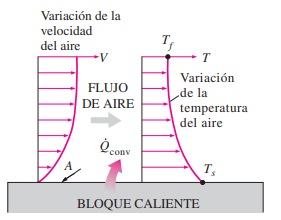 Variación de la
velocidad
del aire
V
T_f
T
FLUJO
DE AIRE
Variación
de la
temperatura
del aire
Q̇_conv
A
T_s
BLOQUE CALIENTE